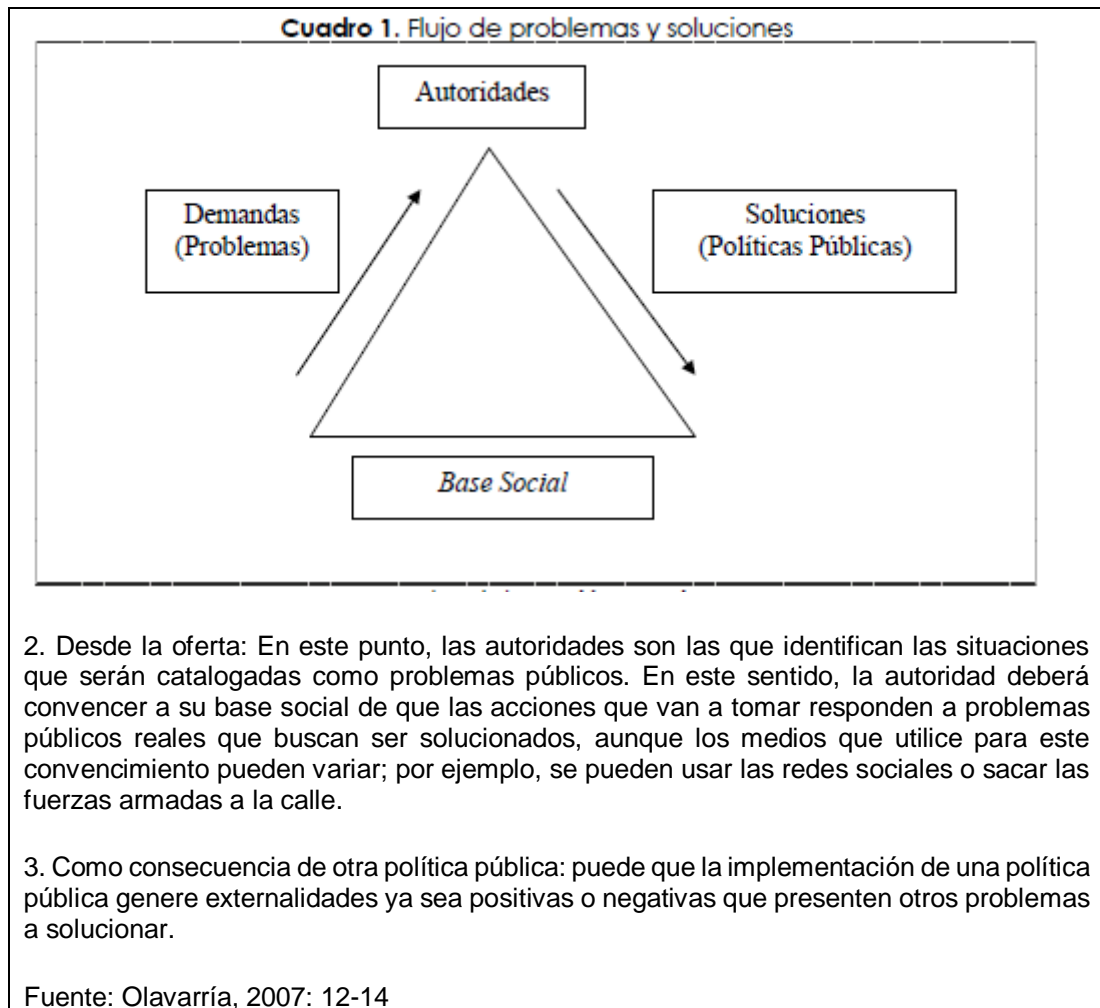 Cuadro 1. Flujo de problemas y soluciones
Autoridades
Demandas
(Problemas)
Soluciones
(Políticas Públicas)
Base Social
2. Desde la oferta: En este punto, las autoridades son las que identifican las situaciones
que serán catalogadas como problemas públicos. En este sentido, la autoridad deberá
convencer a su base social de que las acciones que van a tomar responden a problemas
públicos reales que buscan ser solucionados, aunque los medios que utilice para este
convencimiento pueden variar; por ejemplo, se pueden usar las redes sociales o sacar las
fuerzas armadas a la calle.
3. Como consecuencia de otra política pública: puede que la implementación de una política
pública genere externalidades ya sea positivas o negativas que presenten otros problemas
a solucionar.
Fuente: Olavarría, 2007: 12-14